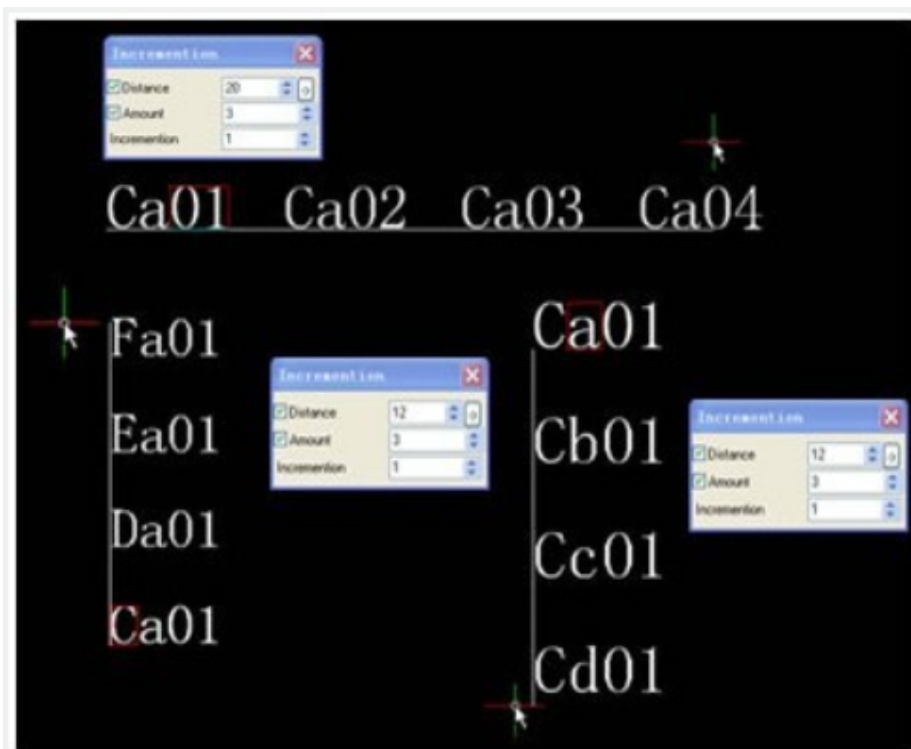 Incremention
Distance 20
Amount 3
Incremention 1
Ca01 Ca02 Ca03 Ca04
Fa01
Ea01
Da01
Ca01
Incremention
Distance 12
Amount 3
Incremention 1
Ca01
Cb01
Cc01
Cd01
Incremention
Distance 12
Amount 3
Incremention 1